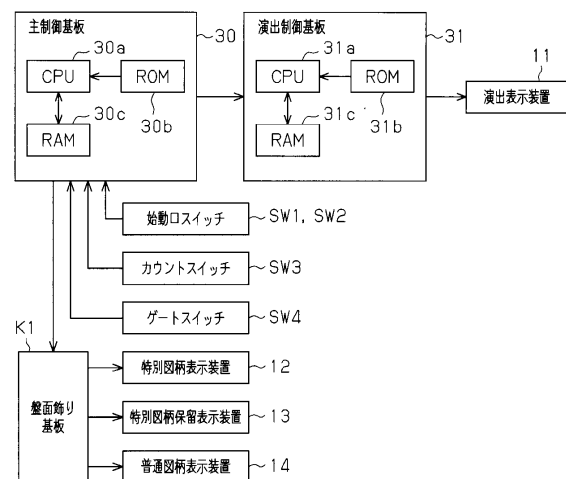 主制御基板
30
30a
CPU
ROM
30b
30c
RAM
演出制御基板
31
31a
CPU
ROM
31b
31c
RAM
11
演出表示装置
始動口スイッチ
SW1, SW2
カウントスイッチ
SW3
ゲートスイッチ
SW4
K1
盤面飾り
基板
特別図柄表示装置
12
特別図柄保留表示装置
13
普通図柄表示装置
14